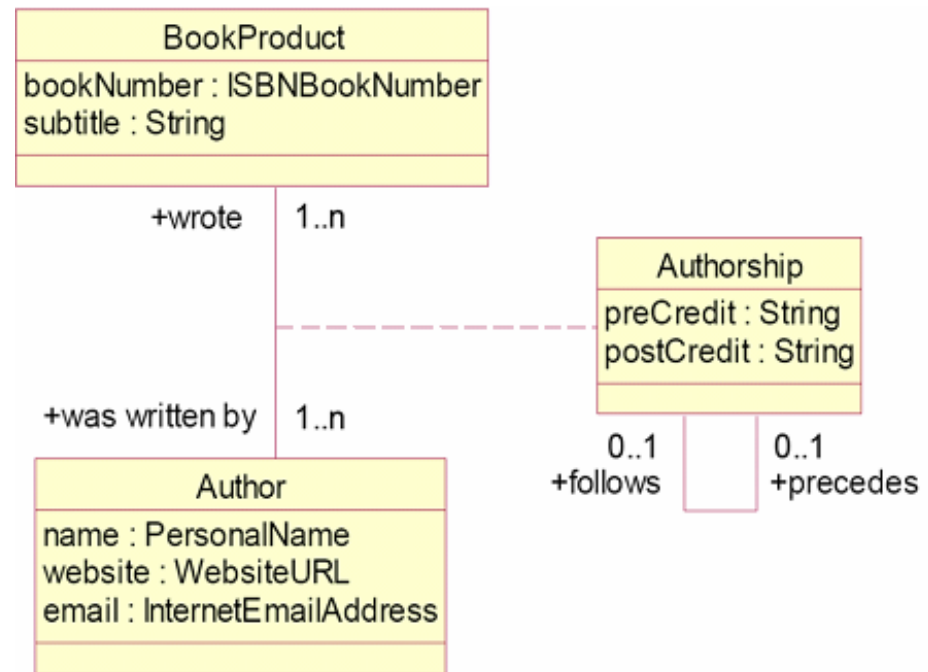 BookProduct
bookNumber : ISBNBookNumber
subtitle : String
+wrote 1..n
Authorship
preCredit : String
postCredit : String
+was written by 1..n
0..1 0..1
+follows +precedes
Author
name : PersonalName
website : WebsiteURL
email : InternetEmailAddress